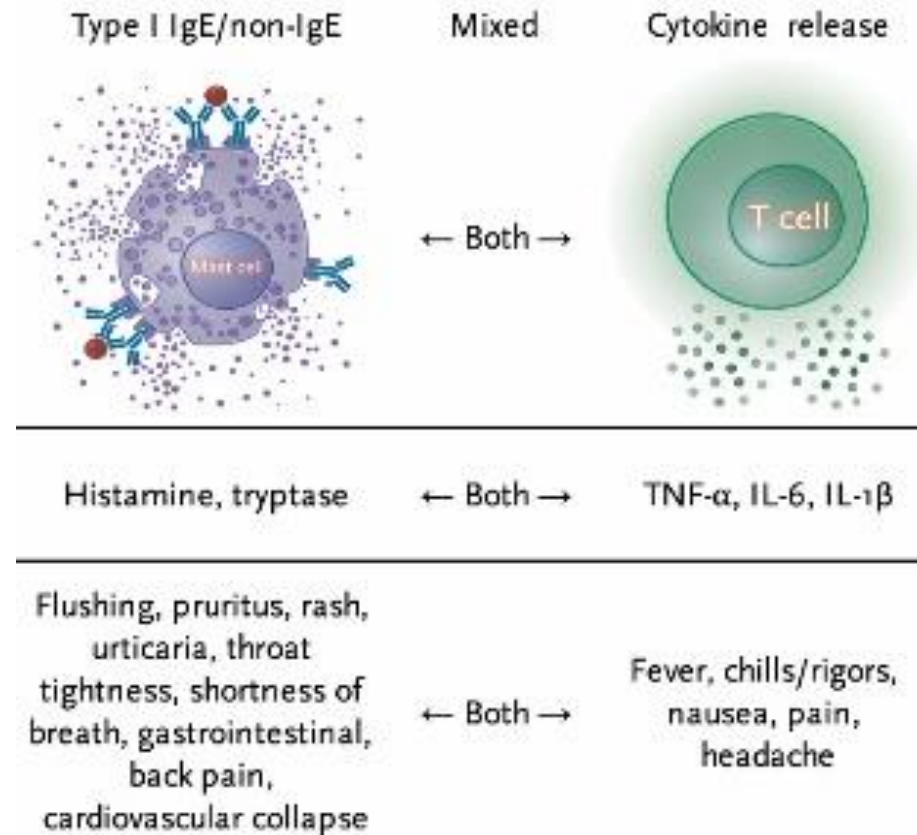 Type I IgE/non-IgE
Mixed
Cytokine release
Mast cell
← Both →
T cell
Histamine, tryptase
← Both →
TNF-α, IL-6, IL-1β
Flushing, pruritus, rash,
urticaria, throat
tightness, shortness of
breath, gastrointestinal,
back pain,
cardiovascular collapse
← Both →
Fever, chills/rigors,
nausea, pain,
headache